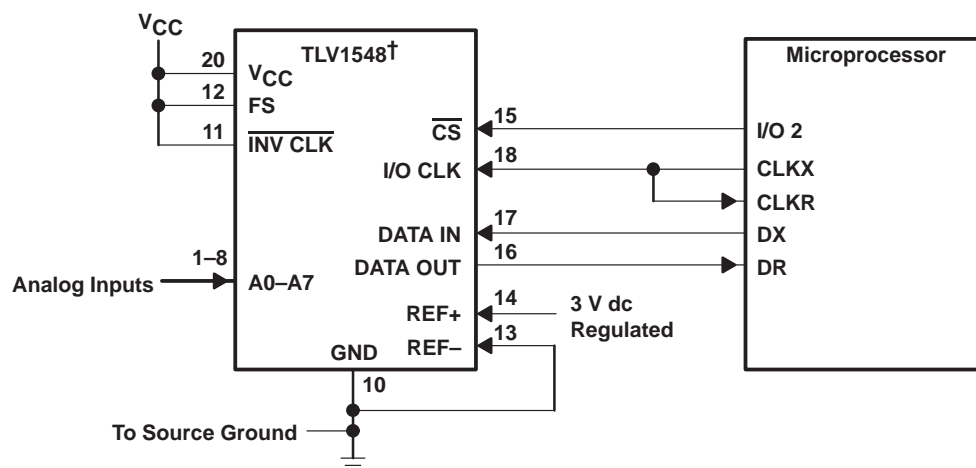 VCC
TLV1548†
Microprocessor
20
VCC
12
FS
11
INV CLK
15
CS
I/O 2
18
I/O CLK
CLKX
CLKR
17
DATA IN
DX
16
DATA OUT
DR
1–8
Analog Inputs
A0–A7
14
REF+
3 V dc
Regulated
13
REF–
GND
10
To Source Ground